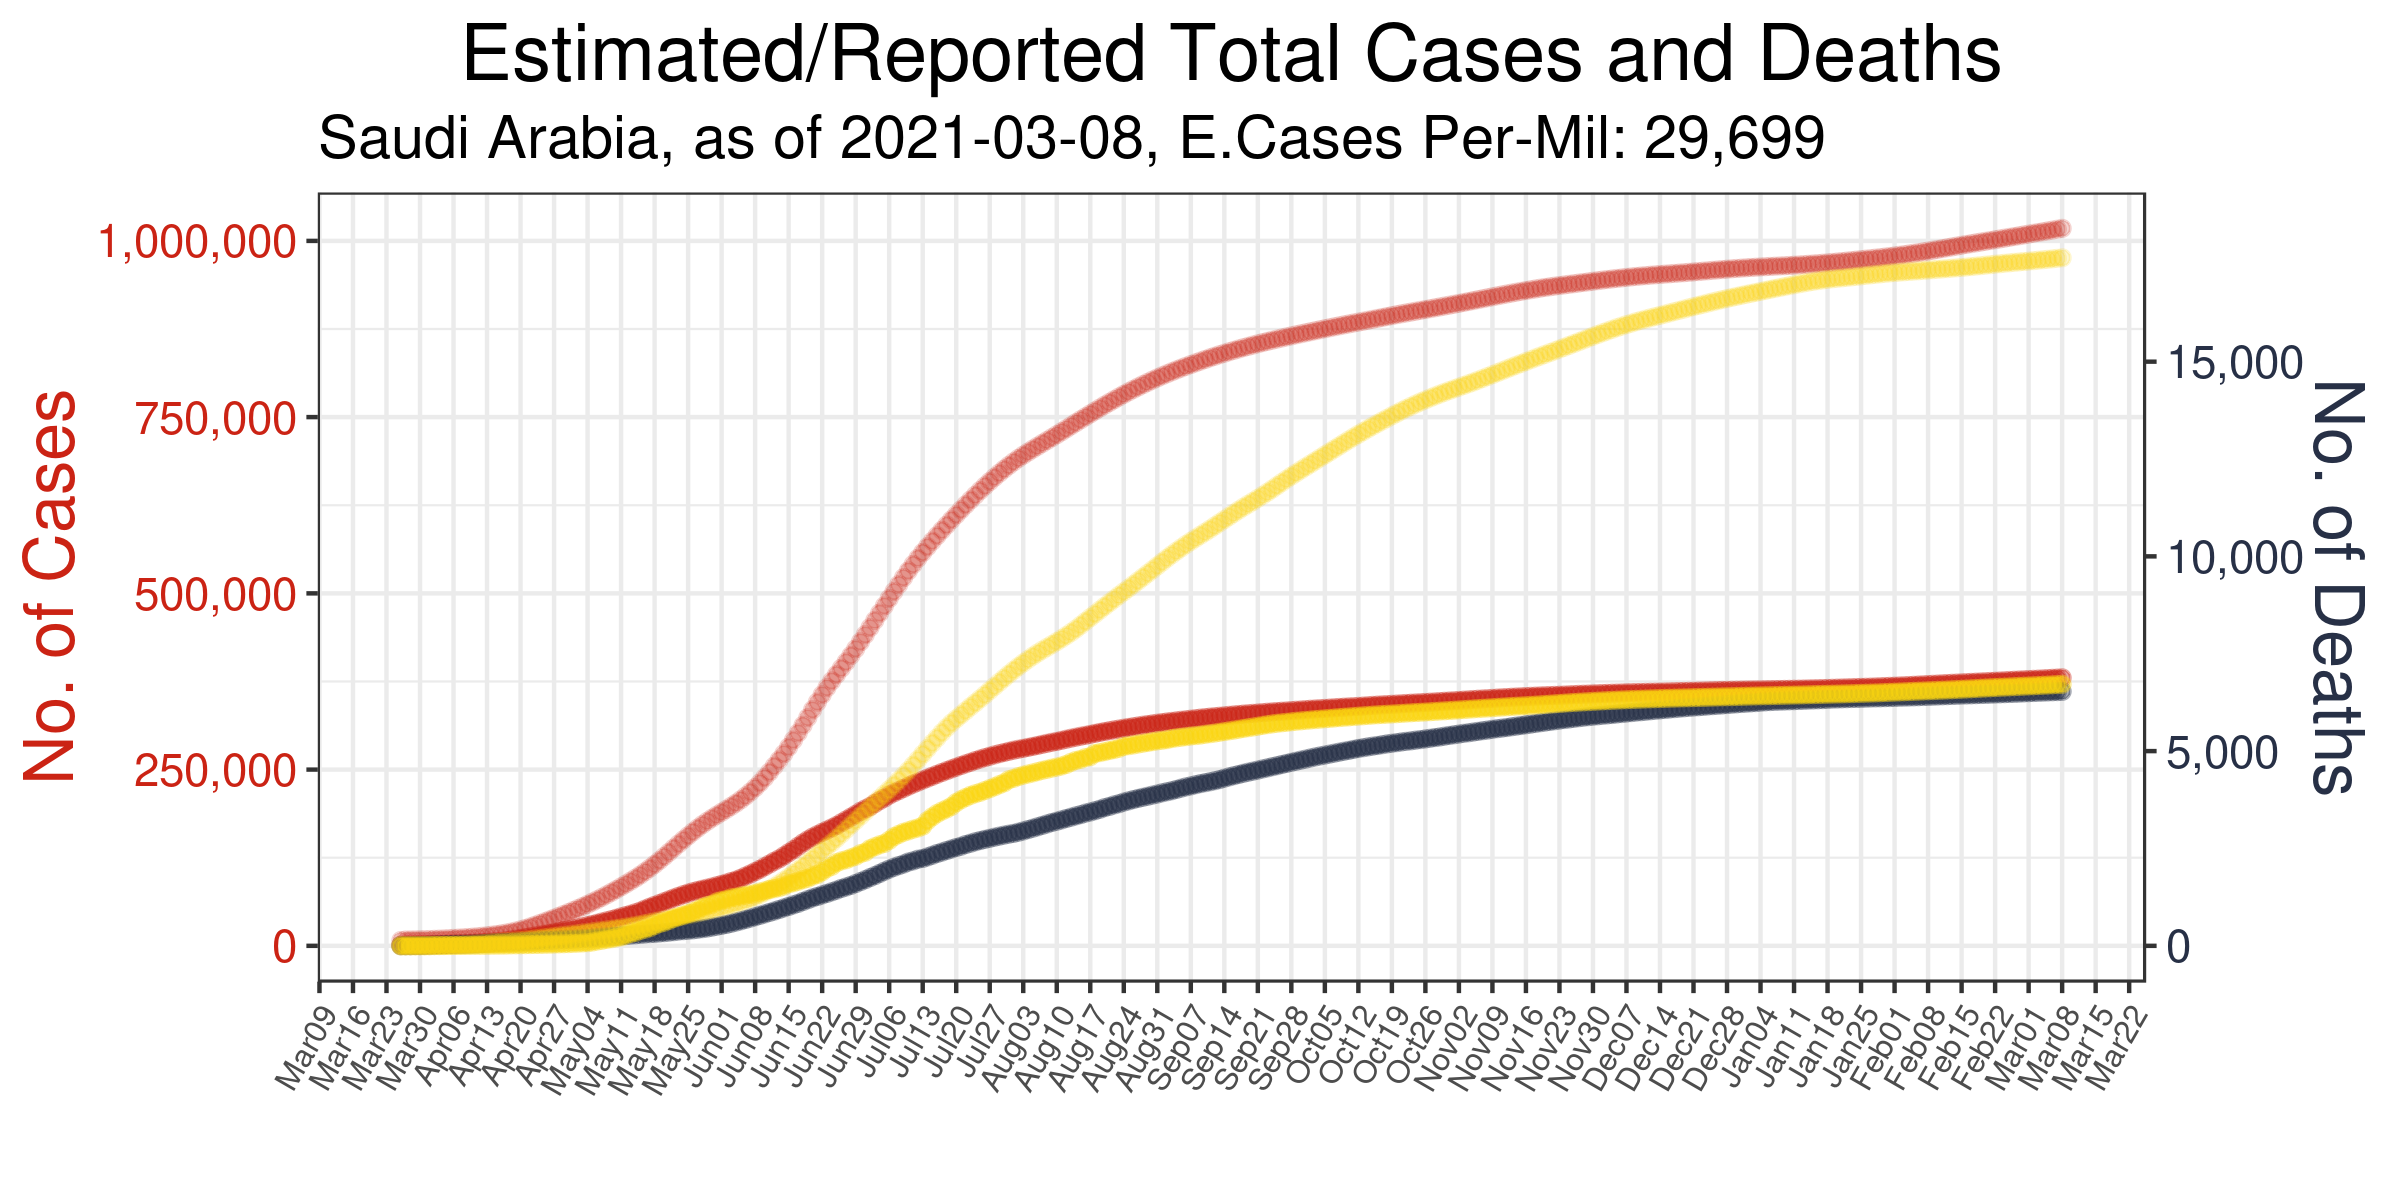 Estimated/Reported Total Cases and Deaths
Saudi Arabia, as of 2021-03-08, E.Cases Per-Mil: 29,699
No. of Cases
1,000,000
750,000
500,000
250,000
0
15,000
10,000
5,000
0
No. of Deaths
Mar09 Mar16 Mar23 Mar30 Apr06 Apr13 Apr20 Apr27 May04 May11 May18 May25 Jun01 Jun08 Jun15 Jun22 Jun29 Jul06 Jul13 Jul20 Jul27 Aug03 Aug10 Aug17 Aug24 Aug31 Sep07 Sep14 Sep21 Sep28 Oct05 Oct12 Oct19 Oct26 Nov02 Nov09 Nov16 Nov23 Nov30 Dec07 Dec14 Dec21 Dec28 Jan04 Jan11 Jan18 Jan25 Feb01 Feb08 Feb15 Feb22 Mar01 Mar08 Mar15 Mar22